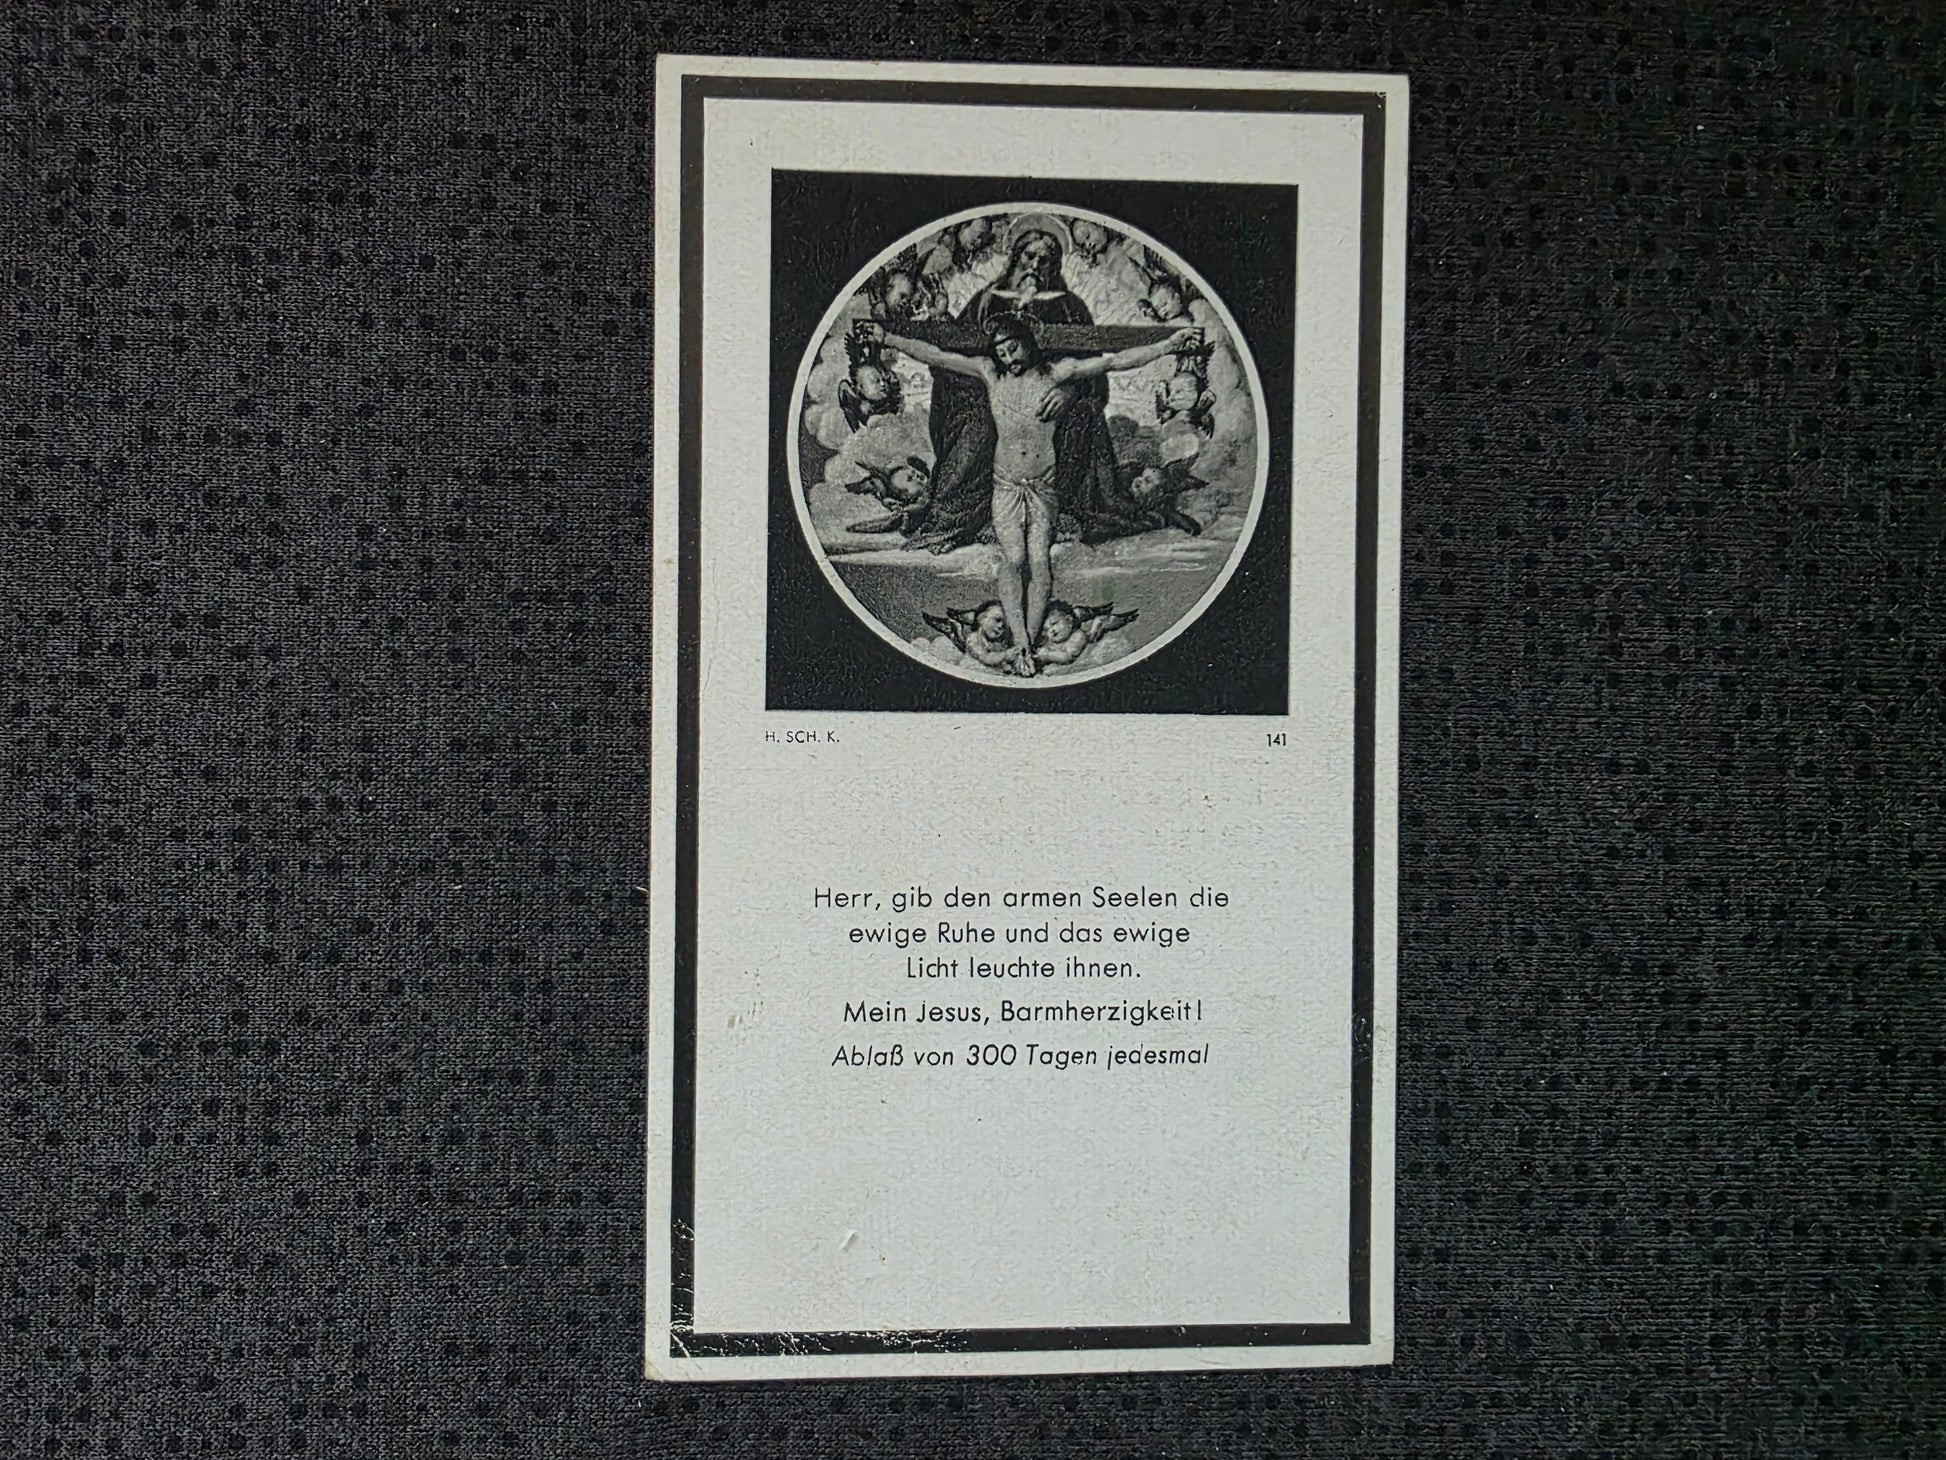 H. SCH. K. 141
Herr, gib den armen Seelen die
ewige Ruhe und das ewige
Licht leuchte ihnen.
Mein Jesus, Barmherzigkeit!
Ablaß von 300 Tagen jedesmal